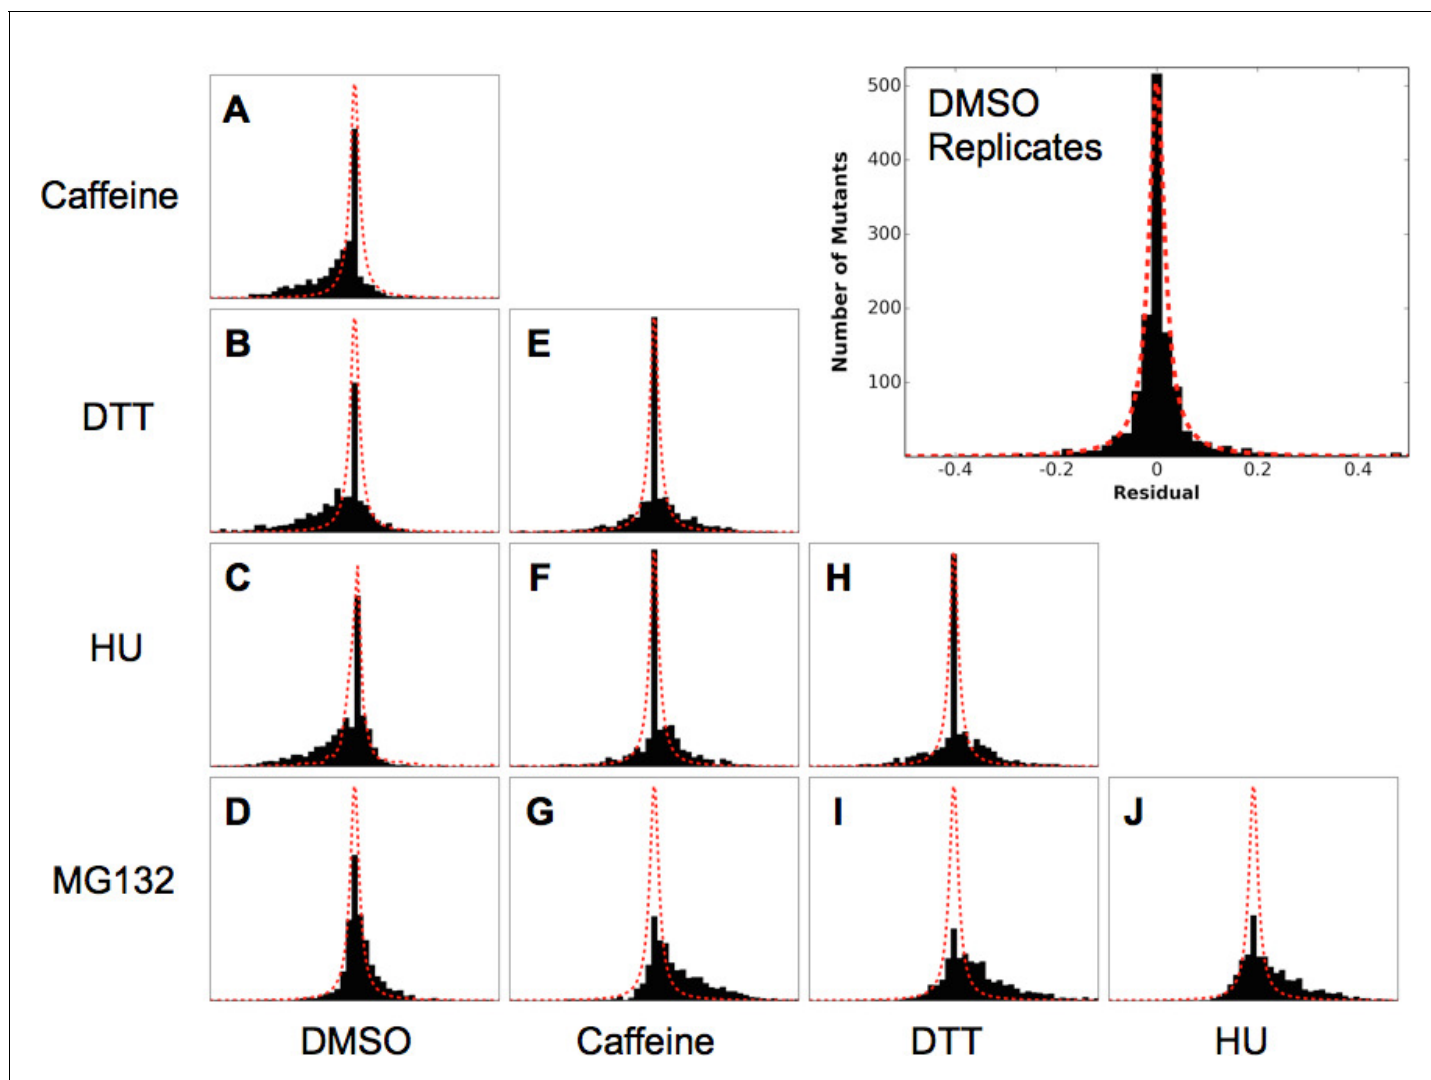 A
Caffeine
DMSO
Replicates
Number of Mutants
500
400
300
200
100
-0.4
-0.2
0
0.2
0.4
Residual
B
E
DTT
C
F
H
HU
D
G
I
J
MG132
DMSO
Caffeine
DTT
HU